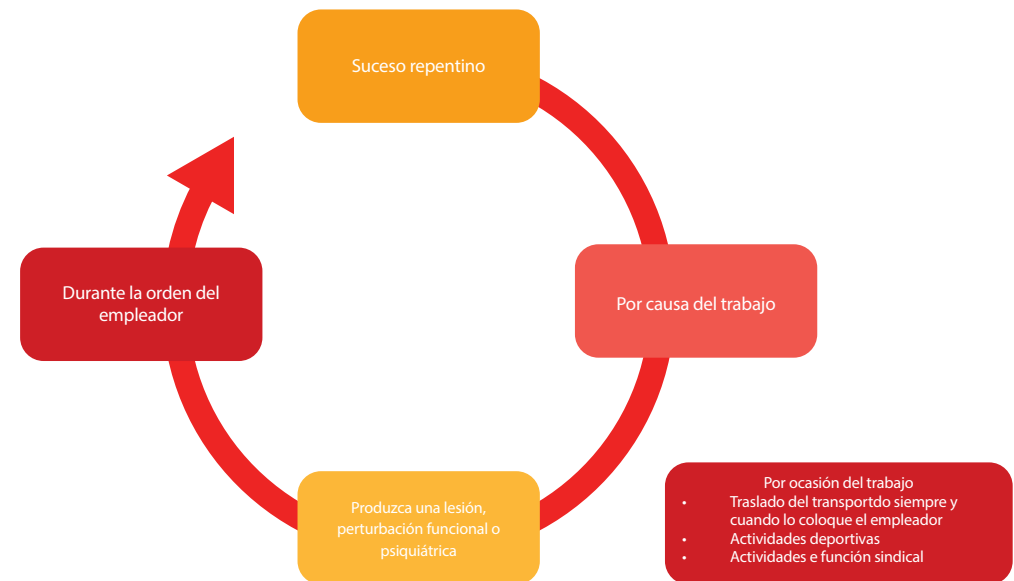 Suceso repentino
Por causa del trabajo
Produzca una lesión,
perturbación funcional o
psiquiátrica
Durante la orden del
empleador
Por ocasión del trabajo
• Traslado del transportdo siempre y
cuando lo coloque el empleador
• Actividades deportivas
• Actividades e función sindical